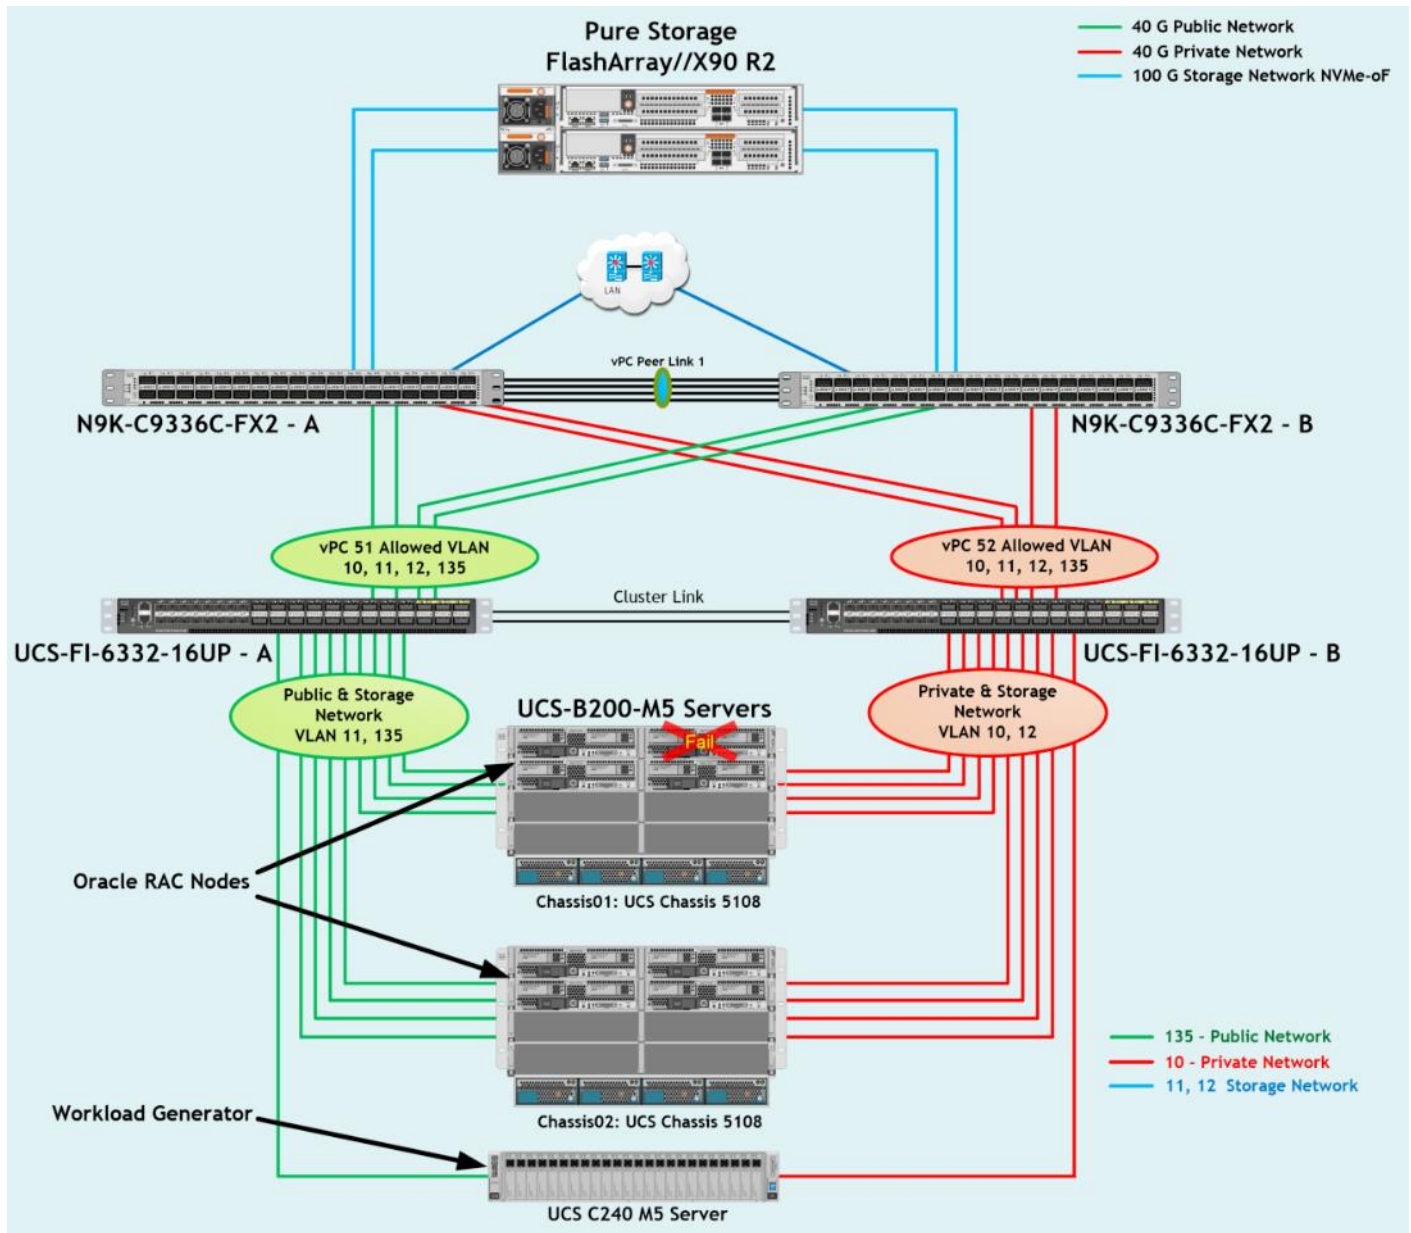 Pure Storage
FlashArray//X90 R2
40 G Public Network
40 G Private Network
100 G Storage Network NVMe-oF
LAN
vPC Peer Link 1
N9K-C9336C-FX2 - A
N9K-C9336C-FX2 - B
vPC 51 Allowed VLAN
10, 11, 12, 135
vPC 52 Allowed VLAN
10, 11, 12, 135
Cluster Link
UCS-FI-6332-16UP - A
UCS-FI-6332-16UP - B
Public & Storage
Network
VLAN 11, 135
UCS-B200-M5 Servers
Fail
Private & Storage
Network
VLAN 10, 12
Oracle RAC Nodes
Chassis01: UCS Chassis 5108
135 - Public Network
10 - Private Network
11, 12 Storage Network
Workload Generator
Chassis02: UCS Chassis 5108
UCS C240 M5 Server